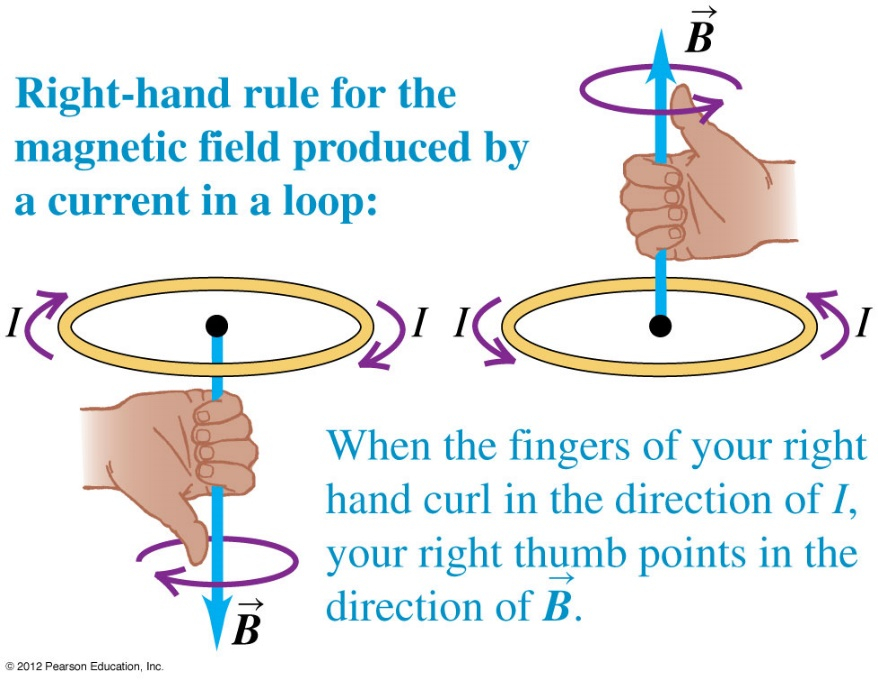 Right-hand rule for the
magnetic field produced by
a current in a loop:
B⃗
I
I
I
I
B⃗
When the fingers of your right
hand curl in the direction of I,
your right thumb points in the
direction of B⃗.
© 2012 Pearson Education, Inc.